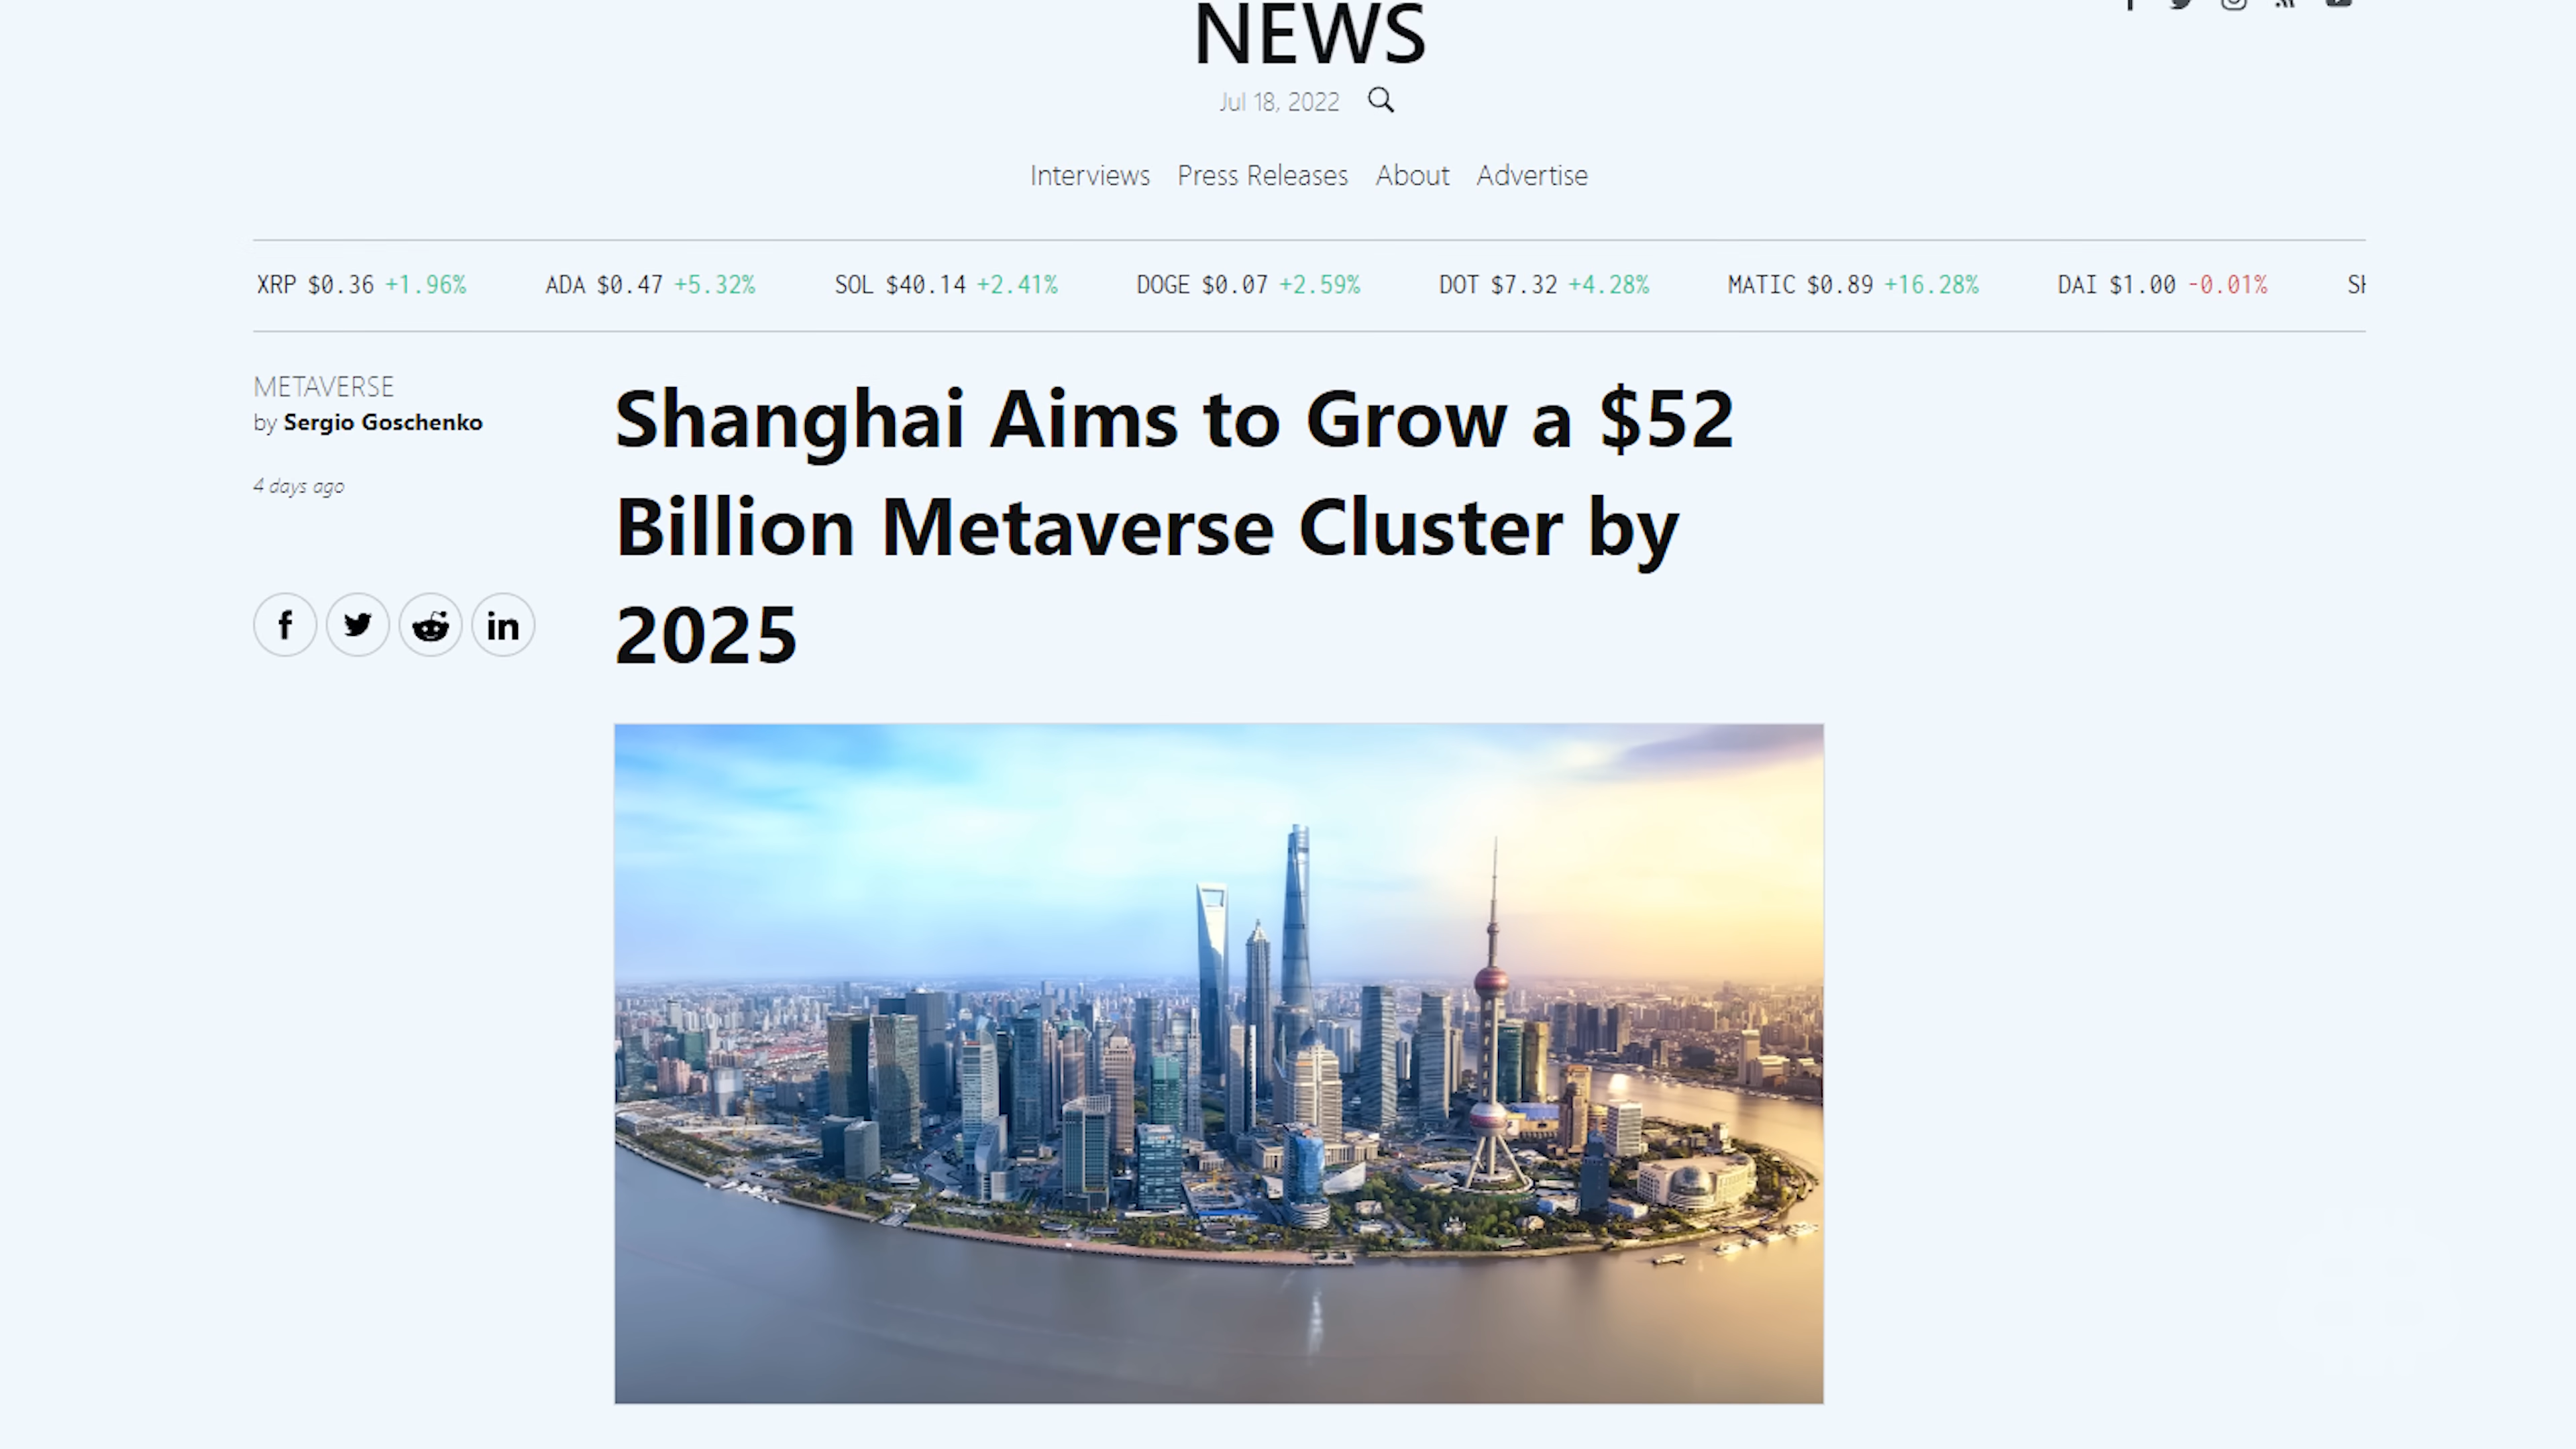 NEWS
Jul 18, 2022
Interviews Press Releases About Advertise
XRP $0.36 +1.96% ADA $0.47 +5.32% SOL $40.14 +2.41% DOGE $0.07 +2.59% DOT $7.32 +4.28% MATIC $0.89 +16.28% DAI $1.00 -0.01%
METAVERSE
by Sergio Goschenko
4 days ago
Shanghai Aims to Grow a $52
Billion Metaverse Cluster by
2025